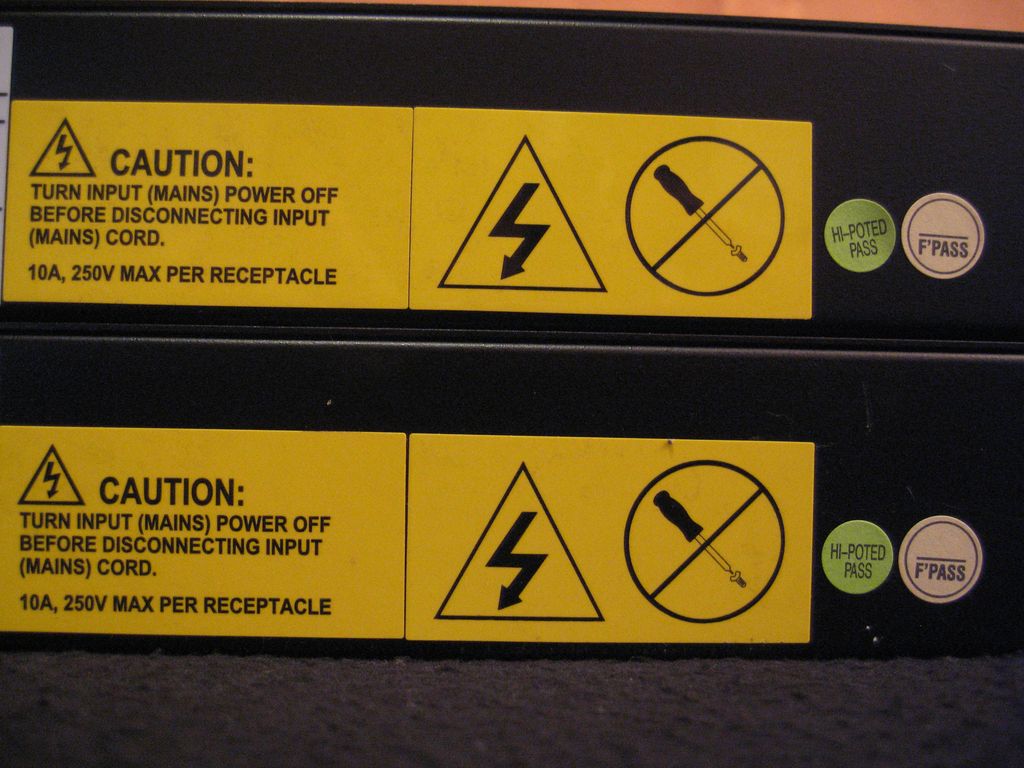 CAUTION:
TURN INPUT (MAINS) POWER OFF
BEFORE DISCONNECTING INPUT
(MAINS) CORD.
10A, 250V MAX PER RECEPTACLE
HI-POTED
PASS
F'PASS
CAUTION:
TURN INPUT (MAINS) POWER OFF
BEFORE DISCONNECTING INPUT
(MAINS) CORD.
10A, 250V MAX PER RECEPTACLE
HI-POTED
PASS
F'PASS